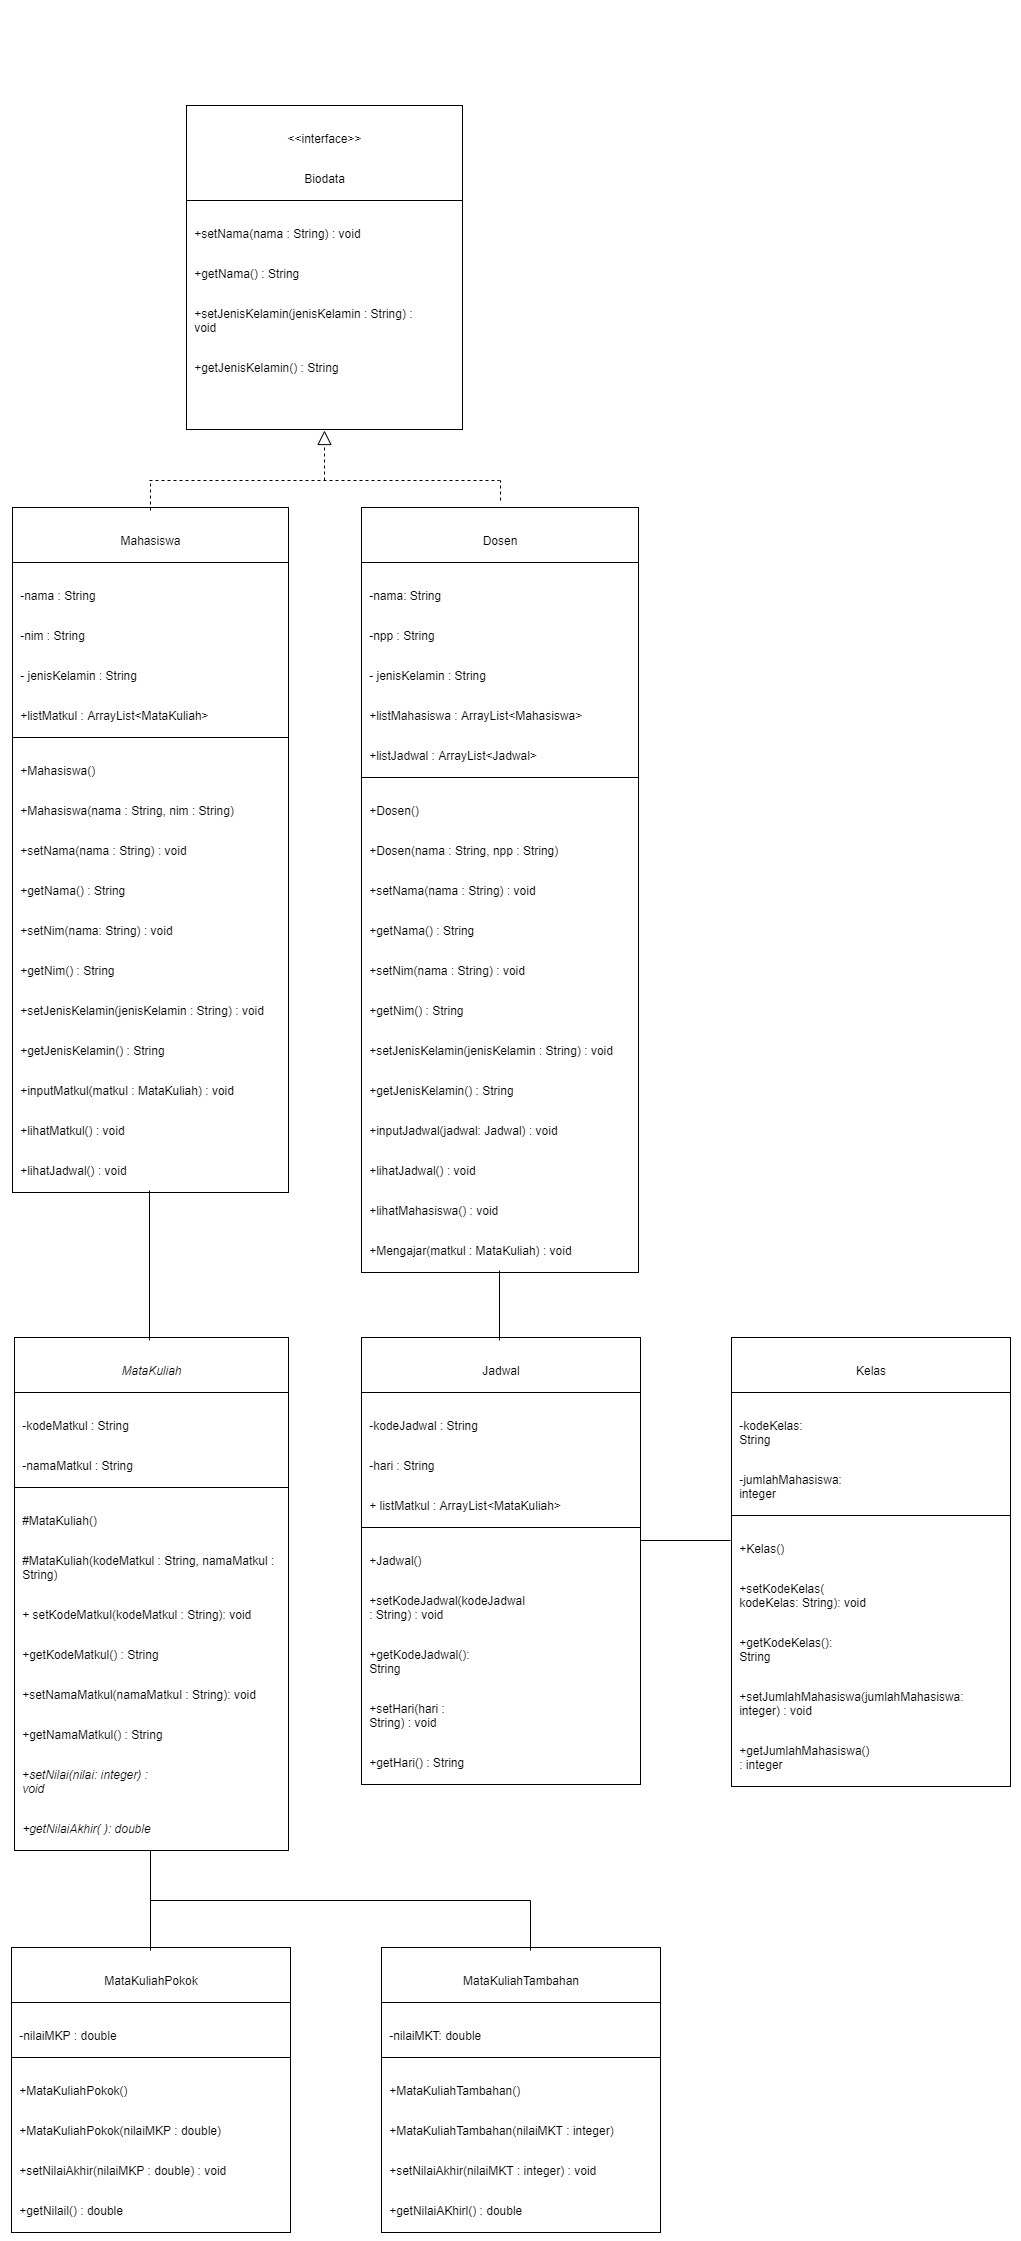 <<interface>>
Biodata
+setNama(nama : String) : void
+getNama() : String
+setJenisKelamin(jenisKelamin : String) :
void
+getJenisKelamin() : String
Mahasiswa
-nama : String
-nim : String
- jenisKelamin : String
+listMatkul : ArrayList<MataKuliah>
+Mahasiswa()
+Mahasiswa(nama : String, nim : String)
+setNama(nama : String) : void
+getNama() : String
+setNim(nama: String) : void
+getNim() : String
+setJenisKelamin(jenisKelamin : String) : void
+getJenisKelamin() : String
+inputMatkul(matkul : MataKuliah) : void
+lihatMatkul() : void
+lihatJadwal() : void
Dosen
-nama: String
-npp : String
- jenisKelamin : String
+listMahasiswa : ArrayList<Mahasiswa>
+listJadwal : ArrayList<Jadwal>
+Dosen()
+Dosen(nama : String, npp : String)
+setNama(nama : String) : void
+getNama() : String
+setNim(nama : String) : void
+getNim() : String
+setJenisKelamin(jenisKelamin : String) : void
+getJenisKelamin() : String
+inputJadwal(jadwal: Jadwal) : void
+lihatJadwal() : void
+lihatMahasiswa() : void
+Mengajar(matkul : MataKuliah) : void
MataKuliah
-kodeMatkul : String
-namaMatkul : String
#MataKuliah()
#MataKuliah(kodeMatkul : String, namaMatkul :
String)
+ setKodeMatkul(kodeMatkul : String): void
+getKodeMatkul() : String
+setNamaMatkul(namaMatkul : String): void
+getNamaMatkul() : String
+setNilai(nilai: integer) :
void
+getNilaiAkhir( ): double
Jadwal
-kodeJadwal : String
-hari : String
+ listMatkul : ArrayList<MataKuliah>
+Jadwal()
+setKodeJadwal(kodeJadwal
: String) : void
+getKodeJadwal():
String
+setHari(hari :
String) : void
+getHari() : String
Kelas
-kodeKelas:
String
-jumlahMahasiswa:
integer
+Kelas()
+setKodeKelas(
kodeKelas: String): void
+getKodeKelas():
String
+setJumlahMahasiswa(jumlahMahasiswa:
integer) : void
+getJumlahMahasiswa()
: integer
MataKuliahPokok
-nilaiMKP : double
+MataKuliahPokok()
+MataKuliahPokok(nilaiMKP : double)
+setNilaiAkhir(nilaiMKP : double) : void
+getNilail() : double
MataKuliahTambahan
-nilaiMKT: double
+MataKuliahTambahan()
+MataKuliahTambahan(nilaiMKT : integer)
+setNilaiAkhir(nilaiMKT : integer) : void
+getNilaiAKhirl() : double